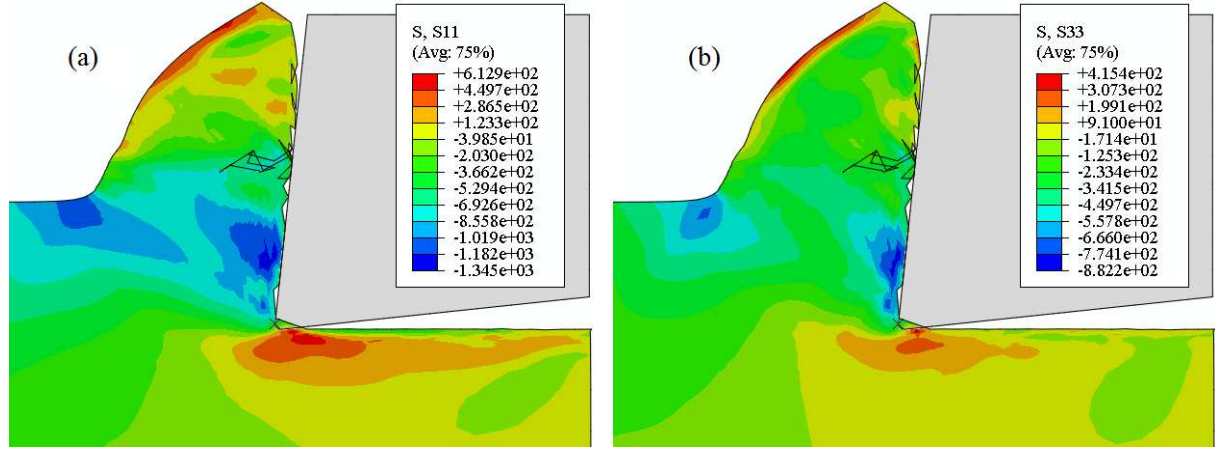 (a)
S, S11
(Avg: 75%)
+6.129e+02
+4.497e+02
+2.865e+02
+1.233e+02
-3.985e+01
-2.030e+02
-3.662e+02
-5.294e+02
-6.926e+02
-8.558e+02
-1.019e+03
-1.182e+03
-1.345e+03
(b)
S, S33
(Avg: 75%)
+4.154e+02
+3.073e+02
+1.991e+02
+9.100e+01
-1.714e+01
-1.253e+02
-2.334e+02
-3.415e+02
-4.497e+02
-5.578e+02
-6.660e+02
-7.741e+02
-8.822e+02